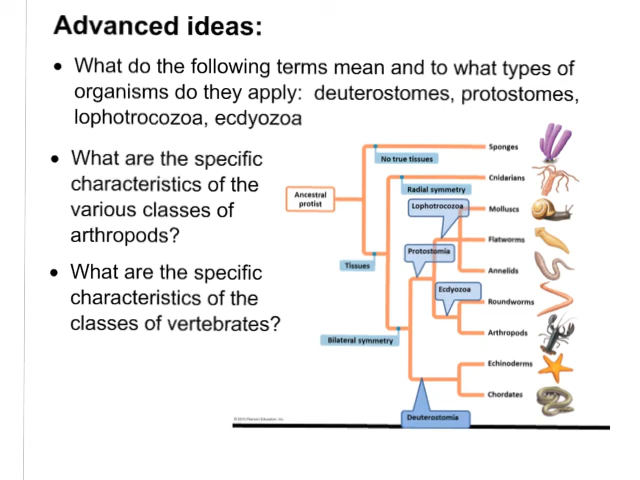 Advanced ideas:
• What do the following terms mean and to what types of
organisms do they apply:  deuterostomes, protostomes,
lophotrocozoa, ecdyozoa
• What are the specific
characteristics of the
various classes of
arthropods?
• What are the specific
characteristics of the
classes of vertebrates?
Sponges
No true tissues
Cnidarians
Radial symmetry
Ancestral
protist
Lophotrocozoa
Molluscs
Flatworms
Protostomia
Tissues
Annelids
Ecdyozoa
Roundworms
Arthropods
Bilateral symmetry
Echinoderms
Chordates
Deuterostomia